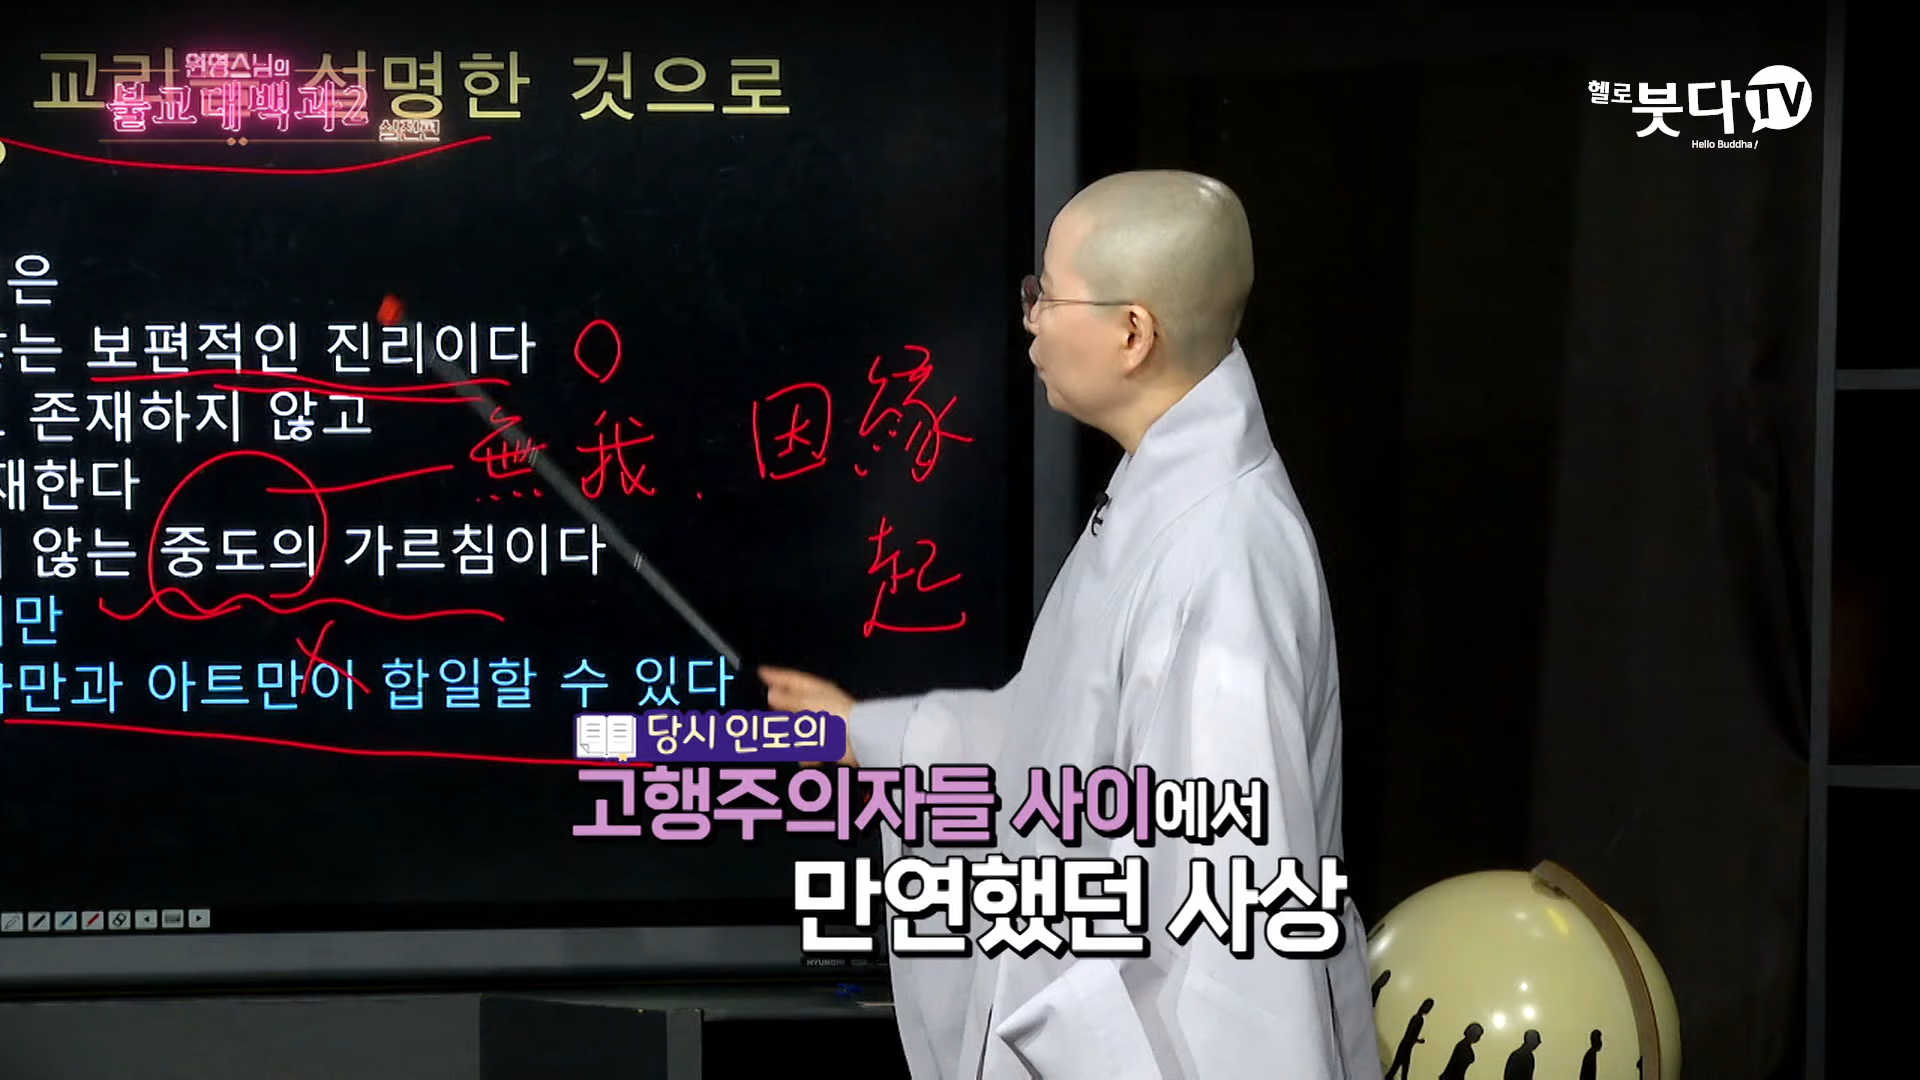 교리를 설명한 것으로
원영스님의
불교대백과2
실전편
헬로붓다TV
Hello Buddha!
은
않는 보편적인 진리이다
존재하지 않고
재한다
않는 중도의 가르침이다
지만
만과 아트만이 합일할 수 있다
無我. 因緣
起
당시 인도의
고행주의자들 사이에서
만연했던 사상
HYUNDAI